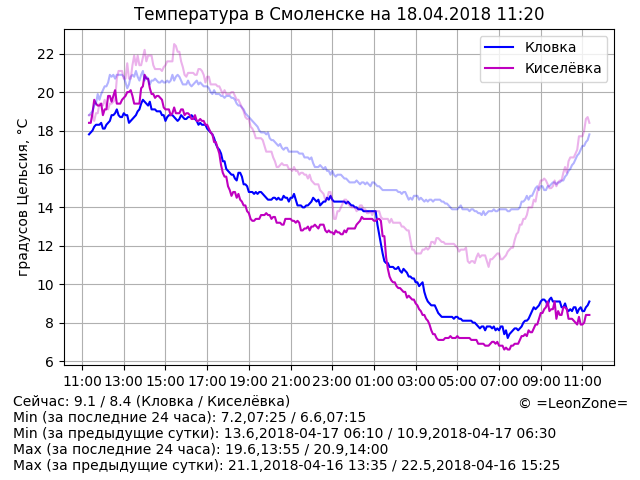 Температура в Смоленске на 18.04.2018 11:20
Кловка
Киселёвка
градусов Цельсия, °C
22
20
18
16
14
12
10
8
6
11:00 13:00 15:00 17:00 19:00 21:00 23:00 01:00 03:00 05:00 07:00 09:00 11:00
Сейчас: 9.1 / 8.4 (Кловка / Киселёвка)
© =LeonZone=
Min (за последние 24 часа): 7.2,07:25 / 6.6,07:15
Min (за предыдущие сутки): 13.6,2018-04-17 06:10 / 10.9,2018-04-17 06:30
Max (за последние 24 часа): 19.6,13:55 / 20.9,14:00
Max (за предыдущие сутки): 21.1,2018-04-16 13:35 / 22.5,2018-04-16 15:25